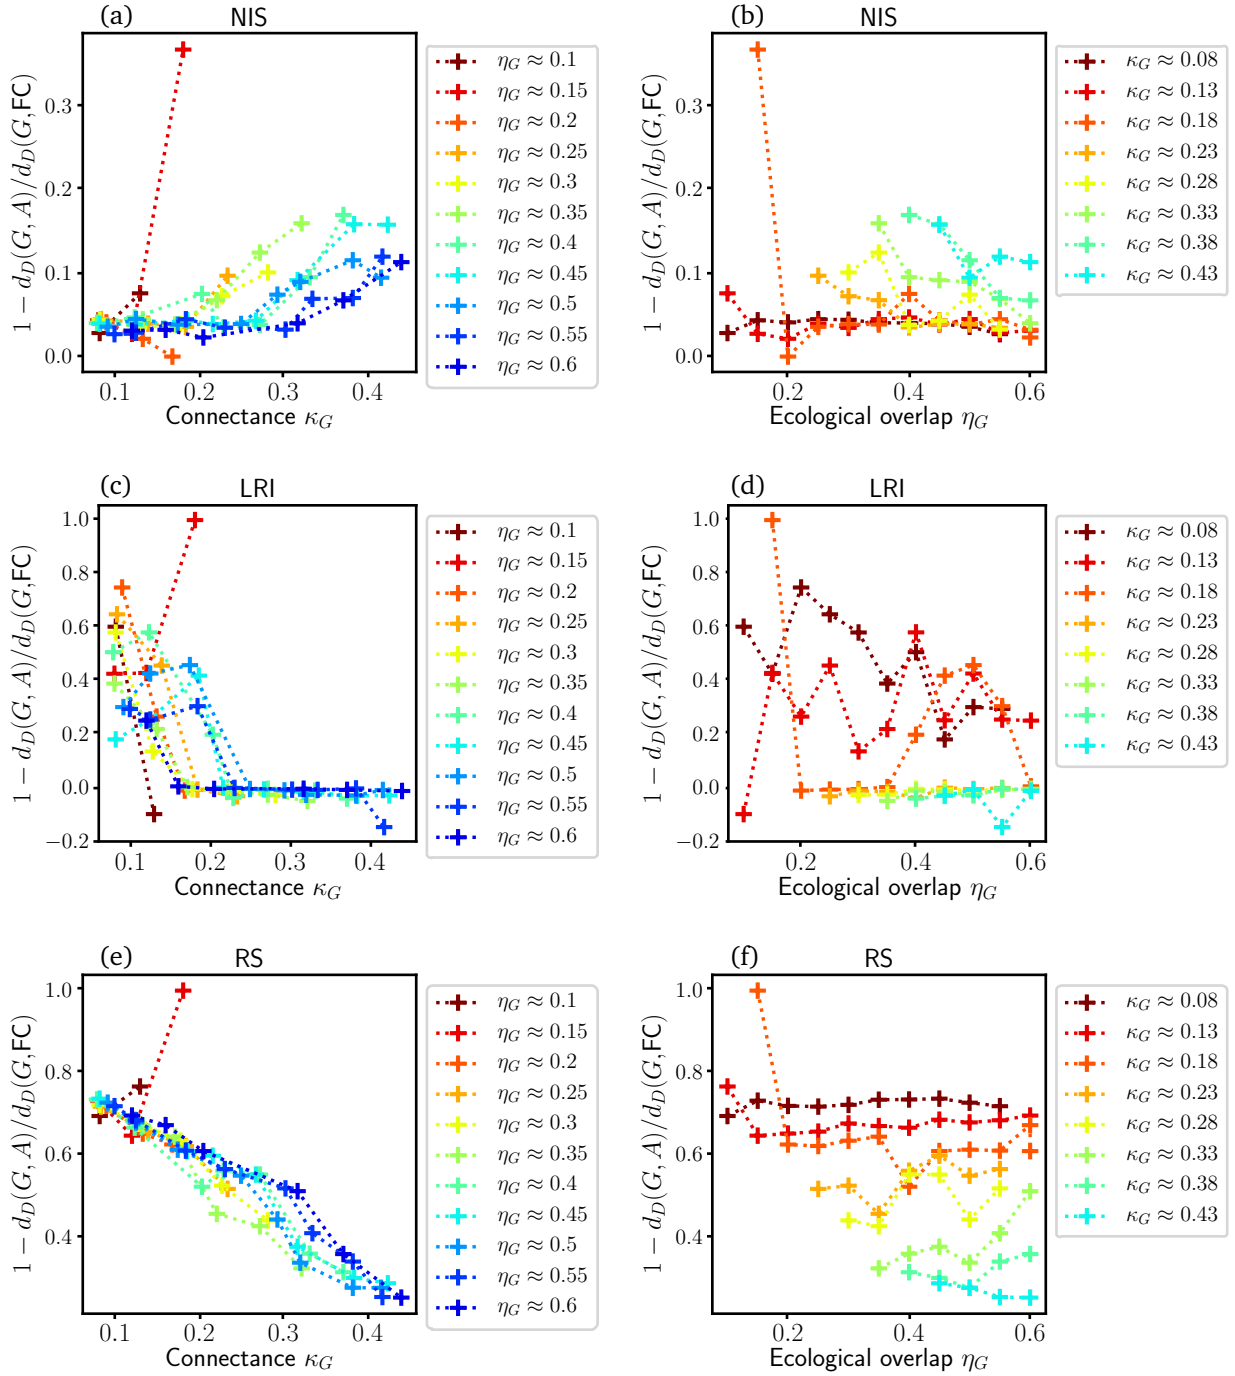 (a) NIS
1 − d_D(G, A)/d_D(G,FC)
0.3
0.2
0.1
0.0
0.1 0.2 0.3 0.4
Connectance κ_G
η_G ≈ 0.1
η_G ≈ 0.15
η_G ≈ 0.2
η_G ≈ 0.25
η_G ≈ 0.3
η_G ≈ 0.35
η_G ≈ 0.4
η_G ≈ 0.45
η_G ≈ 0.5
η_G ≈ 0.55
η_G ≈ 0.6
(b) NIS
1 − d_D(G, A)/d_D(G,FC)
0.3
0.2
0.1
0.0
0.2 0.4 0.6
Ecological overlap η_G
κ_G ≈ 0.08
κ_G ≈ 0.13
κ_G ≈ 0.18
κ_G ≈ 0.23
κ_G ≈ 0.28
κ_G ≈ 0.33
κ_G ≈ 0.38
κ_G ≈ 0.43
(c) LRI
1 − d_D(G, A)/d_D(G,FC)
1.0
0.8
0.6
0.4
0.2
0.0
−0.2
0.1 0.2 0.3 0.4
Connectance κ_G
η_G ≈ 0.1
η_G ≈ 0.15
η_G ≈ 0.2
η_G ≈ 0.25
η_G ≈ 0.3
η_G ≈ 0.35
η_G ≈ 0.4
η_G ≈ 0.45
η_G ≈ 0.5
η_G ≈ 0.55
η_G ≈ 0.6
(d) LRI
1 − d_D(G, A)/d_D(G,FC)
1.0
0.8
0.6
0.4
0.2
0.0
−0.2
0.2 0.4 0.6
Ecological overlap η_G
κ_G ≈ 0.08
κ_G ≈ 0.13
κ_G ≈ 0.18
κ_G ≈ 0.23
κ_G ≈ 0.28
κ_G ≈ 0.33
κ_G ≈ 0.38
κ_G ≈ 0.43
(e) RS
1 − d_D(G, A)/d_D(G,FC)
1.0
0.8
0.6
0.4
0.1 0.2 0.3 0.4
Connectance κ_G
η_G ≈ 0.1
η_G ≈ 0.15
η_G ≈ 0.2
η_G ≈ 0.25
η_G ≈ 0.3
η_G ≈ 0.35
η_G ≈ 0.4
η_G ≈ 0.45
η_G ≈ 0.5
η_G ≈ 0.55
η_G ≈ 0.6
(f) RS
1 − d_D(G, A)/d_D(G,FC)
1.0
0.8
0.6
0.4
0.2 0.4 0.6
Ecological overlap η_G
κ_G ≈ 0.08
κ_G ≈ 0.13
κ_G ≈ 0.18
κ_G ≈ 0.23
κ_G ≈ 0.28
κ_G ≈ 0.33
κ_G ≈ 0.38
κ_G ≈ 0.43